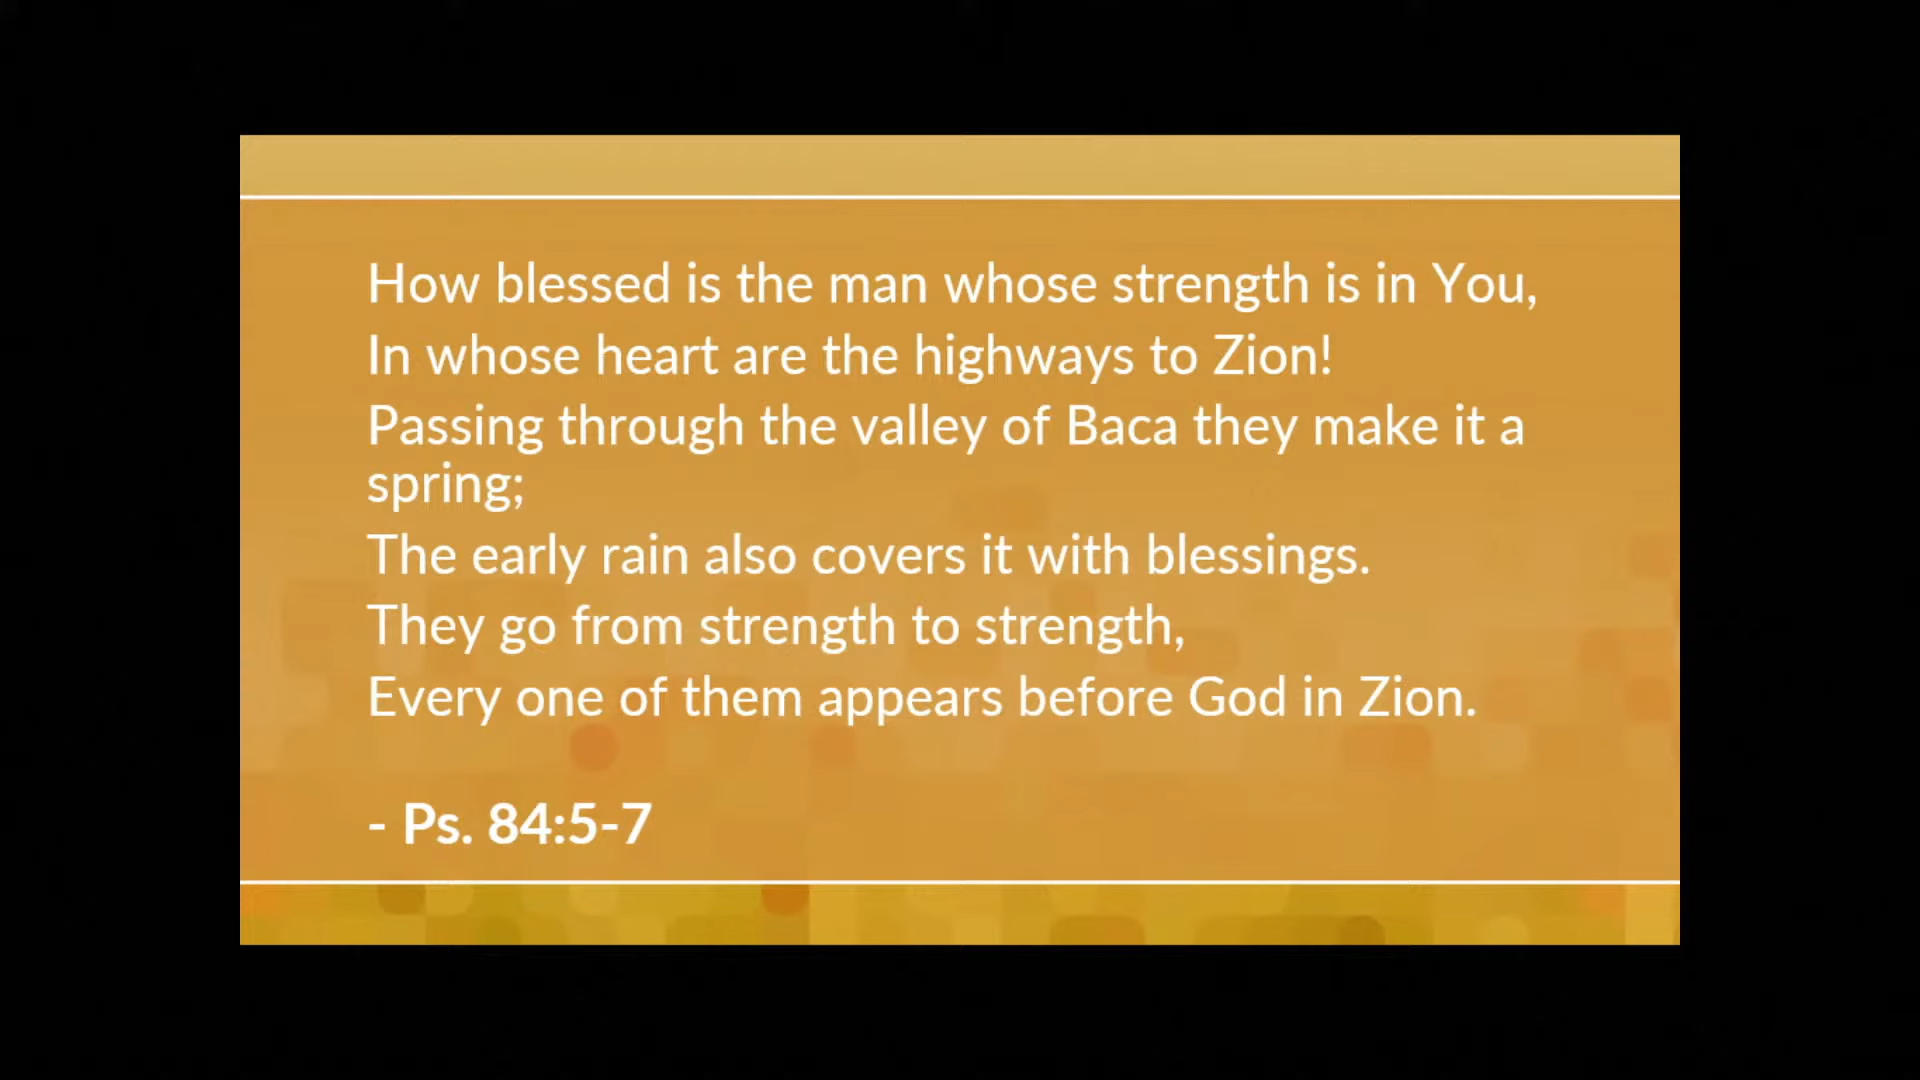 How blessed is the man whose strength is in You,
In whose heart are the highways to Zion!
Passing through the valley of Baca they make it a
spring;
The early rain also covers it with blessings.
They go from strength to strength,
Every one of them appears before God in Zion.
- Ps. 84:5-7